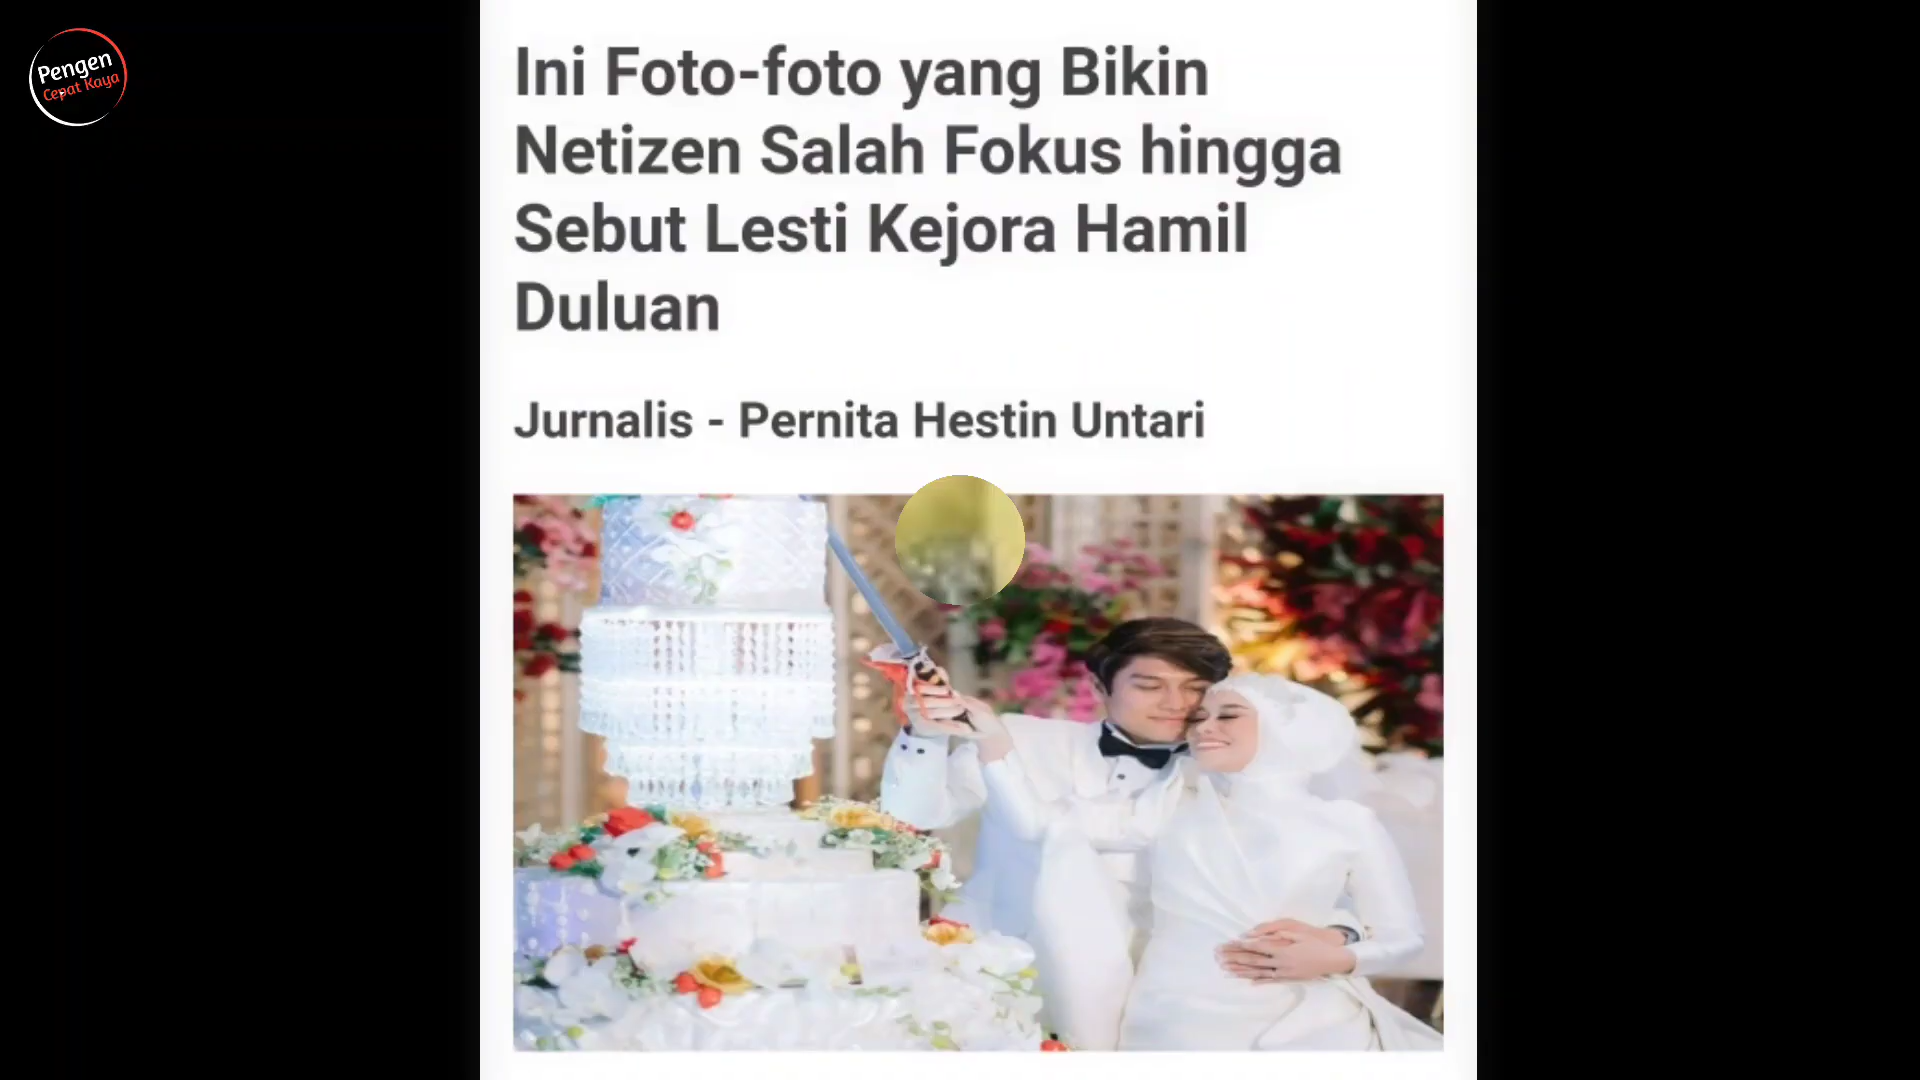 Pengen
Cepat Kaya
Ini Foto-foto yang Bikin
Netizen Salah Fokus hingga
Sebut Lesti Kejora Hamil
Duluan
Jurnalis - Pernita Hestin Untari